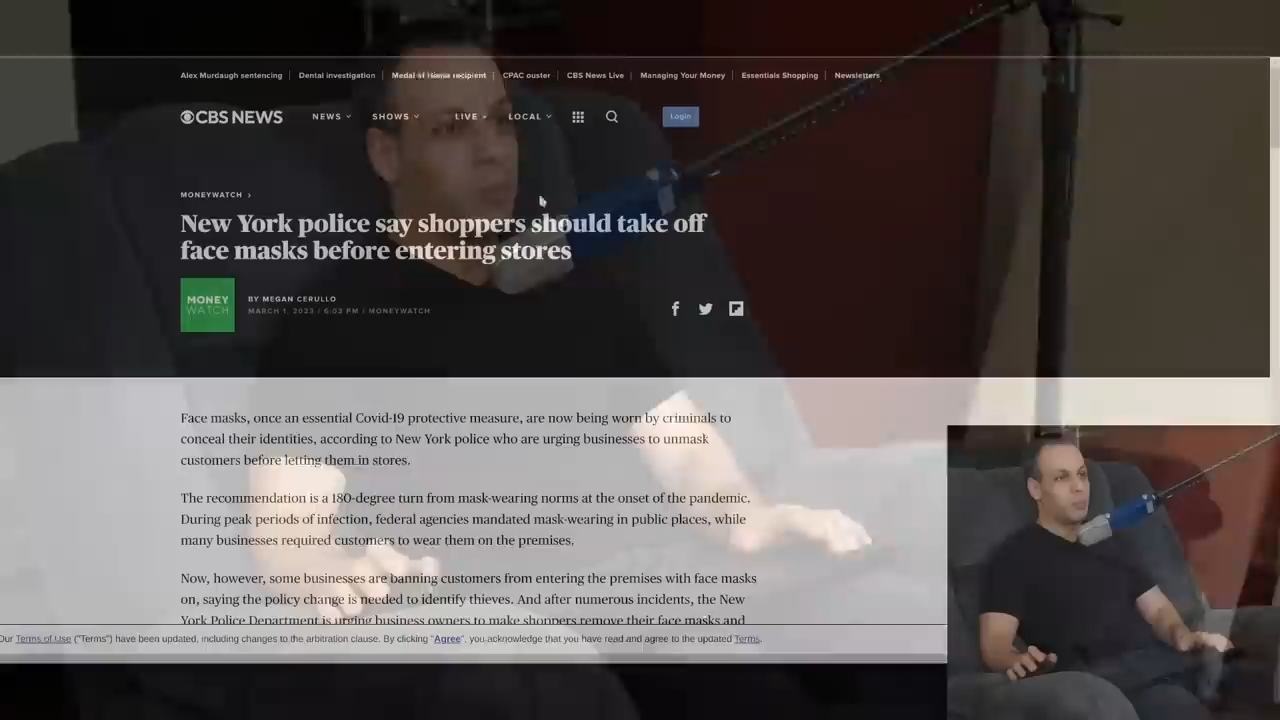 Alex Murdaugh sentencing | Dental investigation | Medal of Honor recipient | CPAC ouster | CBS News Live | Managing Your Money | Essentials Shopping | Newsletters
CBS NEWS NEWS SHOWS LIVE LOCAL Login
MONEYWATCH ›
New York police say shoppers should take off
face masks before entering stores
MONEY
WATCH
BY MEGAN CERULLO
MARCH 1, 2023 / 6:03 PM / MONEYWATCH
Face masks, once an essential Covid-19 protective measure, are now being worn by criminals to
conceal their identities, according to New York police who are urging businesses to unmask
customers before letting them in stores.
The recommendation is a 180-degree turn from mask-wearing norms at the onset of the pandemic.
During peak periods of infection, federal agencies mandated mask-wearing in public places, while
many businesses required customers to wear them on the premises.
Now, however, some businesses are banning customers from entering the premises with face masks
on, saying the policy change is needed to identify thieves. And after numerous incidents, the New
York Police Department is urging business owners to make shoppers remove their face masks and
Our Terms of Use ("Terms") have been updated, including changes to the arbitration clause. By clicking "Agree", you acknowledge that you have read and agree to the updated Terms.